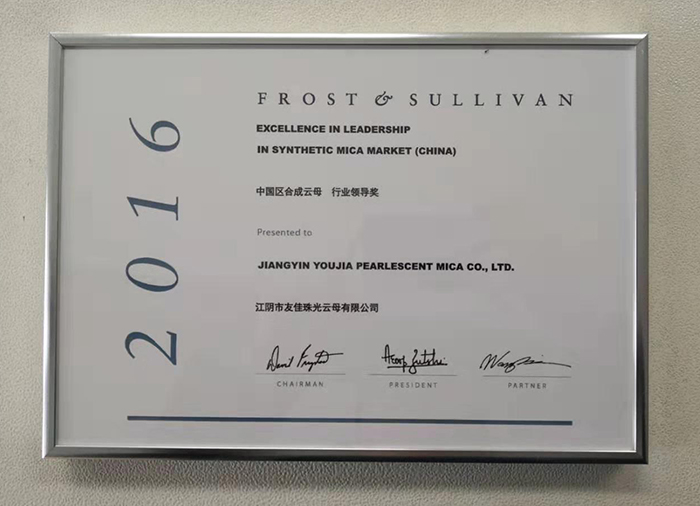 2016
FROST & SULLIVAN
EXCELLENCE IN LEADERSHIP
IN SYNTHETIC MICA MARKET (CHINA)
中国区合成云母 行业领导奖
Presented to
JIANGYIN YOUJIA PEARLESCENT MICA CO., LTD.
江阴市友佳珠光云母有限公司
CHAIRMAN PRESIDENT PARTNER